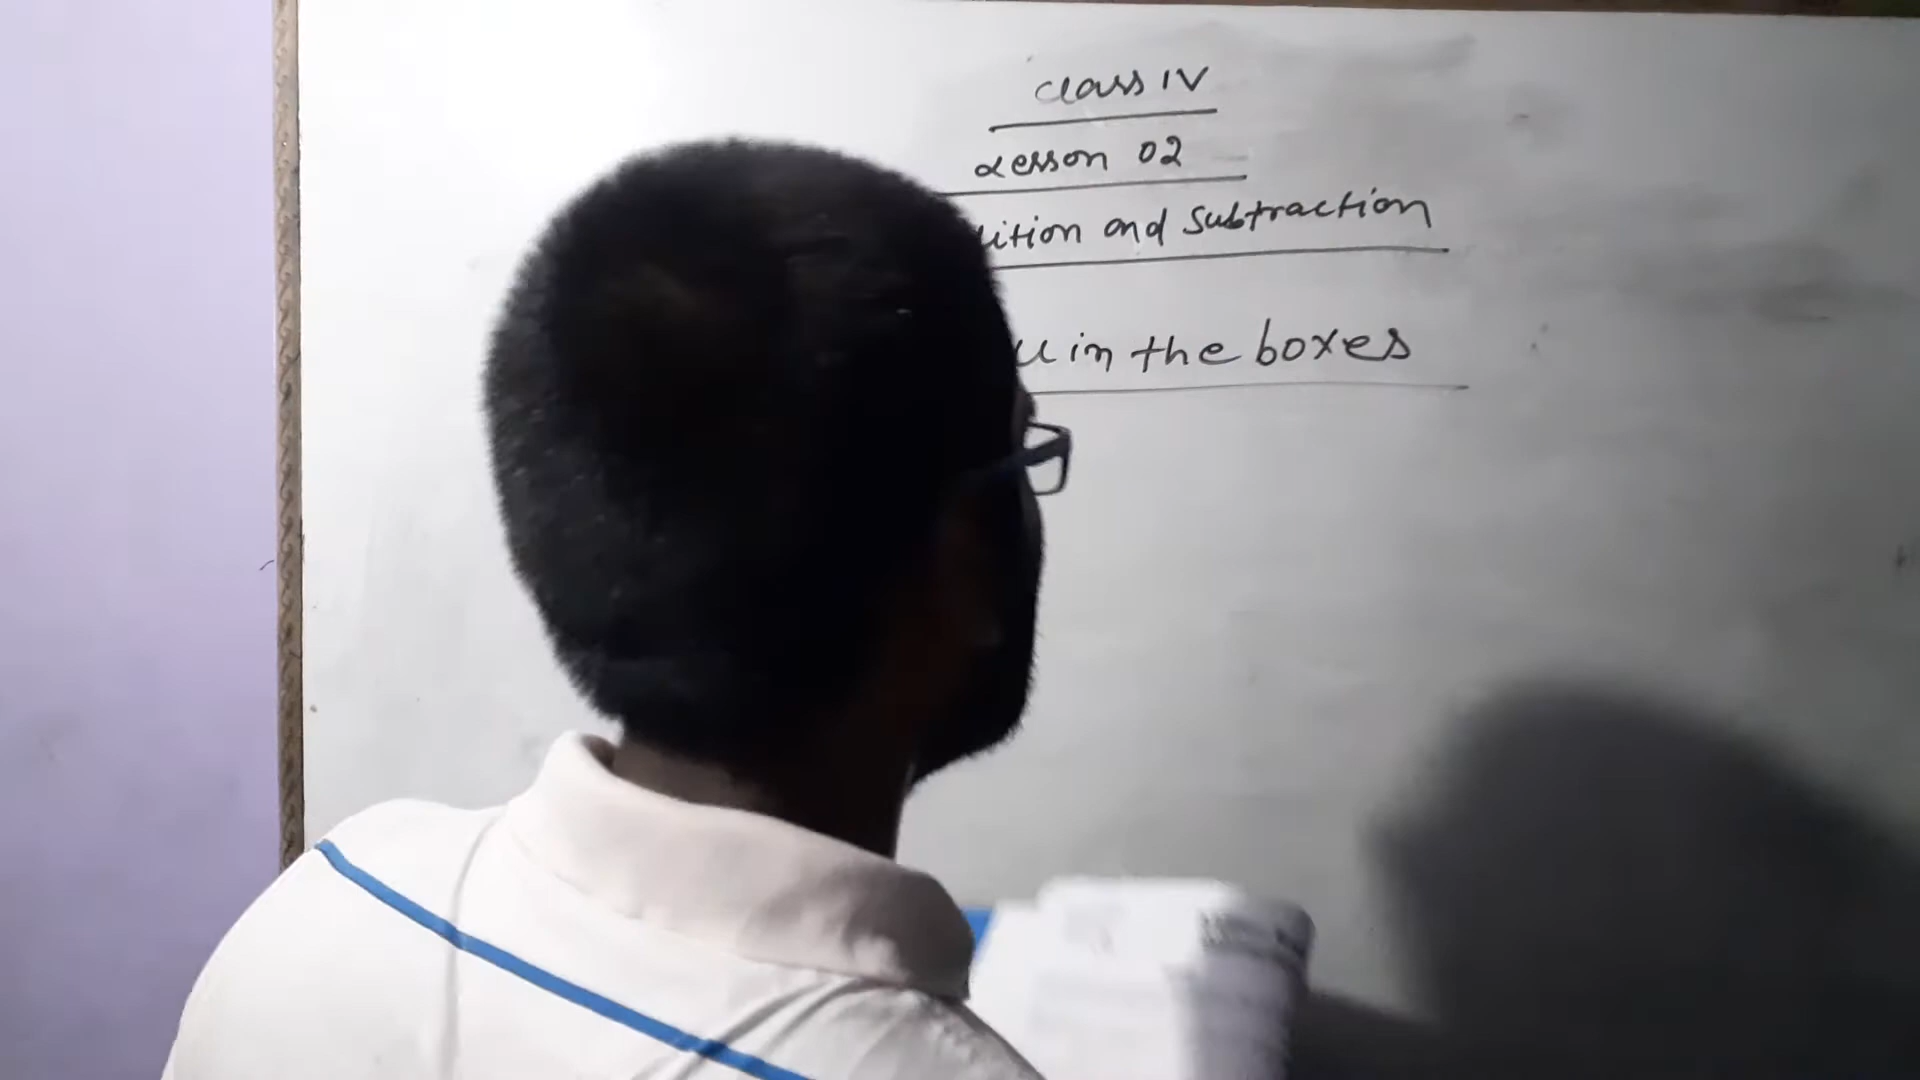 Class IV
Lesson 02
ition and Subtraction
in the boxes